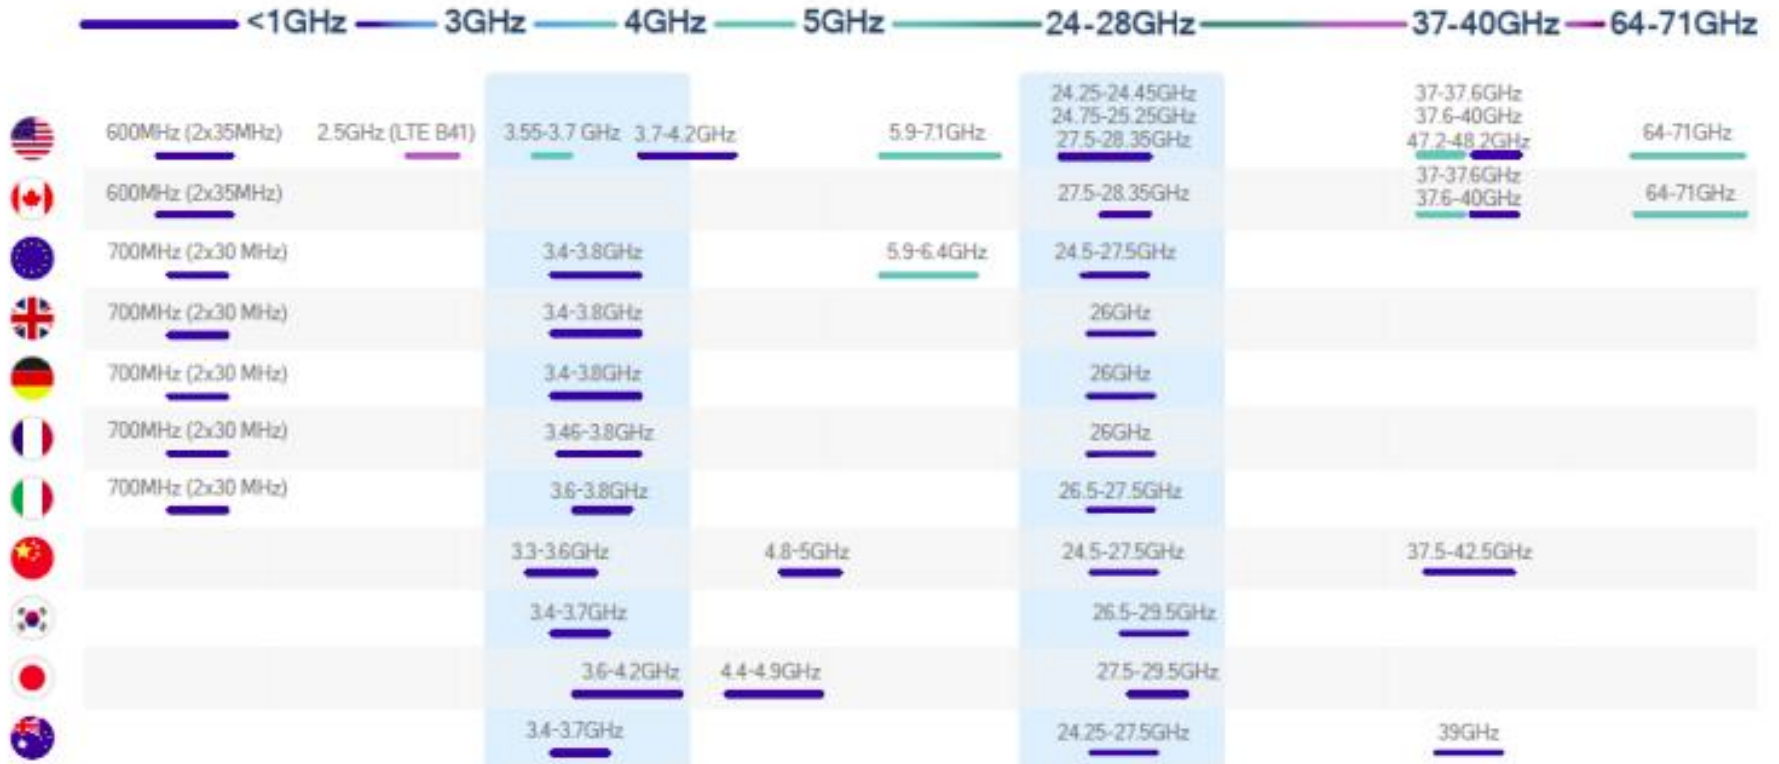 <1GHz 3GHz 4GHz 5GHz 24-28GHz 37-40GHz 64-71GHz
24.25-24.45GHz 37-37.6GHz
24.75-25.25GHz 37.6-40GHz
600MHz (2x35MHz) 2.5GHz (LTE B41) 3.55-3.7 GHz 3.7-4.2GHz 5.9-7.1GHz 27.5-28.35GHz 47.2-48.2GHz 64-71GHz
37-37.6GHz
600MHz (2x35MHz) 27.5-28.35GHz 37.6-40GHz 64-71GHz
700MHz (2x30 MHz) 3.4-3.8GHz 5.9-6.4GHz 24.5-27.5GHz
700MHz (2x30 MHz) 3.4-3.8GHz 26GHz
700MHz (2x30 MHz) 3.4-3.8GHz 26GHz
700MHz (2x30 MHz) 3.46-3.8GHz 26GHz
700MHz (2x30 MHz) 3.6-3.8GHz 26.5-27.5GHz
3.3-3.6GHz 4.8-5GHz 24.5-27.5GHz 37.5-42.5GHz
3.4-3.7GHz 26.5-29.5GHz
3.6-4.2GHz 4.4-4.9GHz 27.5-29.5GHz
3.4-3.7GHz 24.25-27.5GHz 39GHz